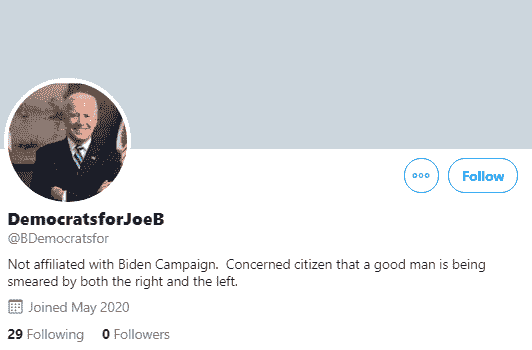 Follow
DemocratsforJoeB
@BDemocratsfor
Not affiliated with Biden Campaign.  Concerned citizen that a good man is being
smeared by both the right and the left.
Joined May 2020
29 Following 0 Followers